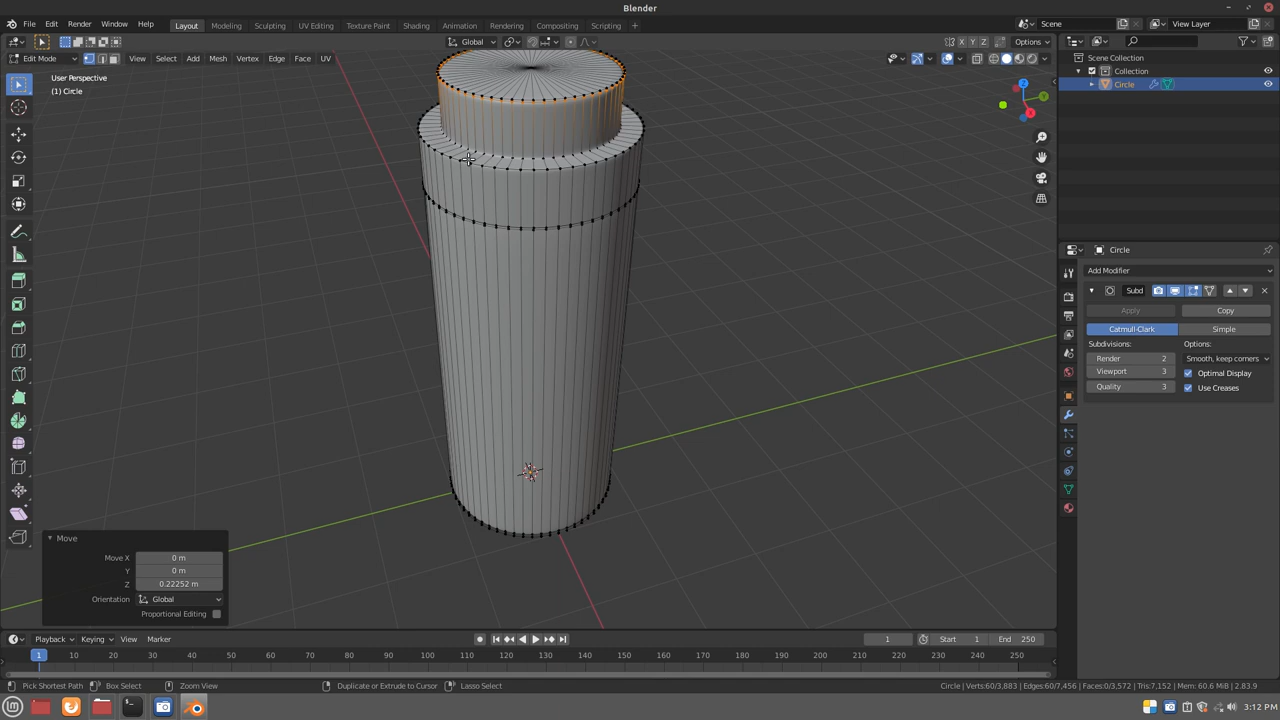 Blender
File Edit Render Window Help Layout Modeling Sculpting UV Editing Texture Paint Shading Animation Rendering Compositing Scripting + Scene View Layer
Global Options
Edit Mode View Select Add Mesh Vertex Edge Face UV X Y Z
User Perspective
(1) Circle
Scene Collection
Collection
Circle
Circle
Add Modifier
Subd
Apply Copy
Catmull-Clark Simple
Subdivisions: Options:
Render 2 Smooth, keep corners
Viewport 3 Optimal Display
Quality 3 Use Creases
Move
Move X 0 m
Y 0 m
Z 0.22252 m
Orientation Global
Proportional Editing
Playback Keying View Marker 1 Start 1 End 250
1 10 20 30 40 50 60 70 80 90 100 110 120 130 140 150 160 170 180 190 200 210 220 230 240 250
Pick Shortest Path Box Select Zoom View Duplicate or Extrude to Cursor Lasso Select Circle | Verts:60/3,883 | Edges:60/7,456 | Faces:0/3,572 | Tris:7,152 | Mem: 60.6 MiB | 2.83.9
3:12 PM